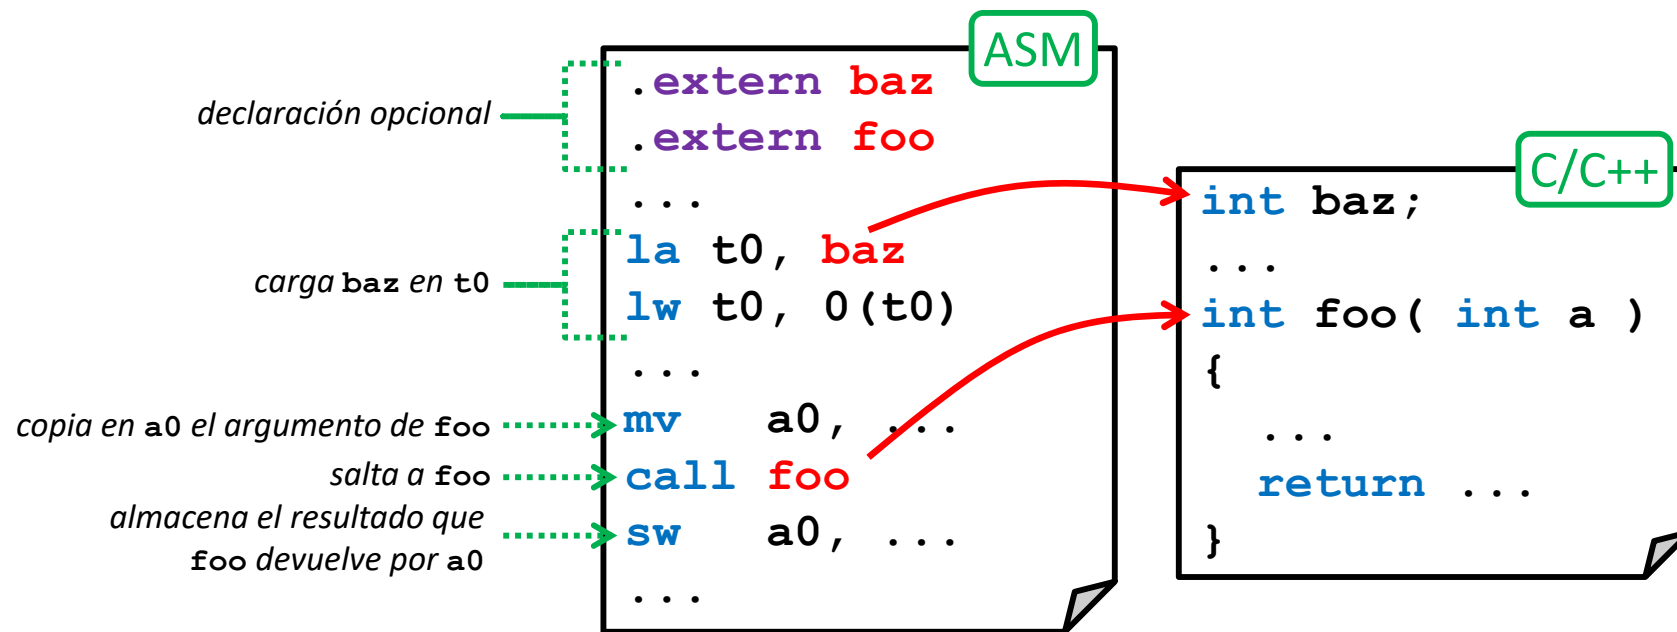 ASM
.extern baz
.extern foo
...
la t0, baz
lw t0, 0(t0)
...
mv a0, ...
call foo
sw a0, ...
...
declaración opcional
carga baz en t0
copia en a0 el argumento de foo
salta a foo
almacena el resultado que
foo devuelve por a0
C/C++
int baz;
...
int foo( int a )
{
...
return ...
}